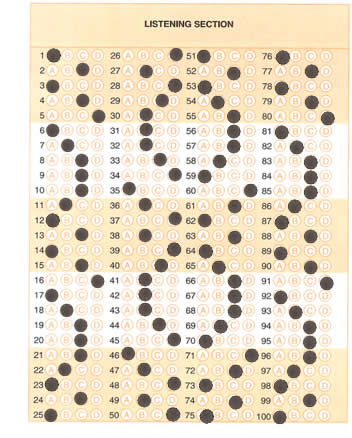 LISTENING SECTION
1 B C D 26 A B C 51 B C D 76 B C D
2 A B D 27 A C D 52 A B D 77 A B D
3 B C D 28 A B C 53 B C D 78 B C D
4 A B D 29 A B D 54 A C D 79 A B D
5 A B C 30 A C D 55 A B D 80 A B C
6 B C D 31 A C D 56 A B D 81 B C D
7 A C D 32 A C D 57 A B D 82 A C D
8 A B D 33 A B D 58 A C D 83 A B D
9 A B D 34 A B C 59 B C D 84 A B D
10 A B D 35 B C D 60 A B C 85 A B D
11 A C D 36 A C D 61 A B D 86 A C D
12 B C D 37 A B C 62 B C D 87 B C D
13 A B D 38 A C D 63 A B D 88 A B D
14 B C D 39 A B C 64 B C D 89 B C D
15 A B D 40 A B D 65 A C D 90 A B D
16 A B C 41 A C D 66 A B D 91 A B C
17 B C D 42 A C D 67 A B D 92 B C D
18 A C D 43 A C D 68 A B D 93 A C D
19 A B D 44 A B D 69 A C D 94 A B D
20 A B D 45 A B C 70 B C D 95 A B D
21 A B D 46 B C D 71 A B C 96 A B D
22 A C D 47 A C D 72 A B D 97 A C D
23 B C D 48 A B C 73 B C D 98 B C D
24 A B D 49 A C D 74 A B D 99 A B D
25 B C D 50 A B C 75 B C D 100 B C D